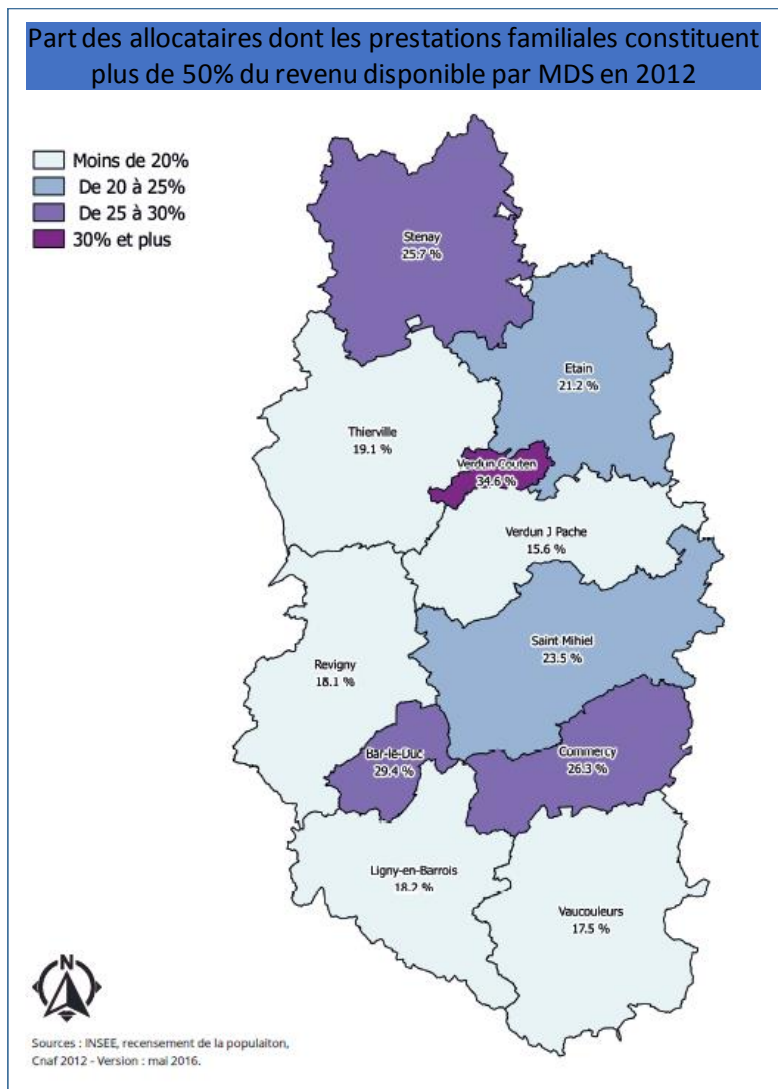 Part des allocataires dont les prestations familiales constituent
plus de 50% du revenu disponible par MDS en 2012
Moins de 20%
De 20 à 25%
De 25 à 30%
30% et plus
Stenay
25.7 %
Etain
21.2 %
Thierville
19.1 %
Verdun Couten
34.6 %
Verdun J Pache
15.6 %
Saint Mihiel
23.5 %
Revigny
18.1 %
Bar-le-Duc
29.4 %
Commercy
26.3 %
Ligny-en-Barrois
18.2 %
Vaucouleurs
17.5 %
N
Sources : INSEE, recensement de la populaiton,
Cnaf 2012 - Version : mai 2016.